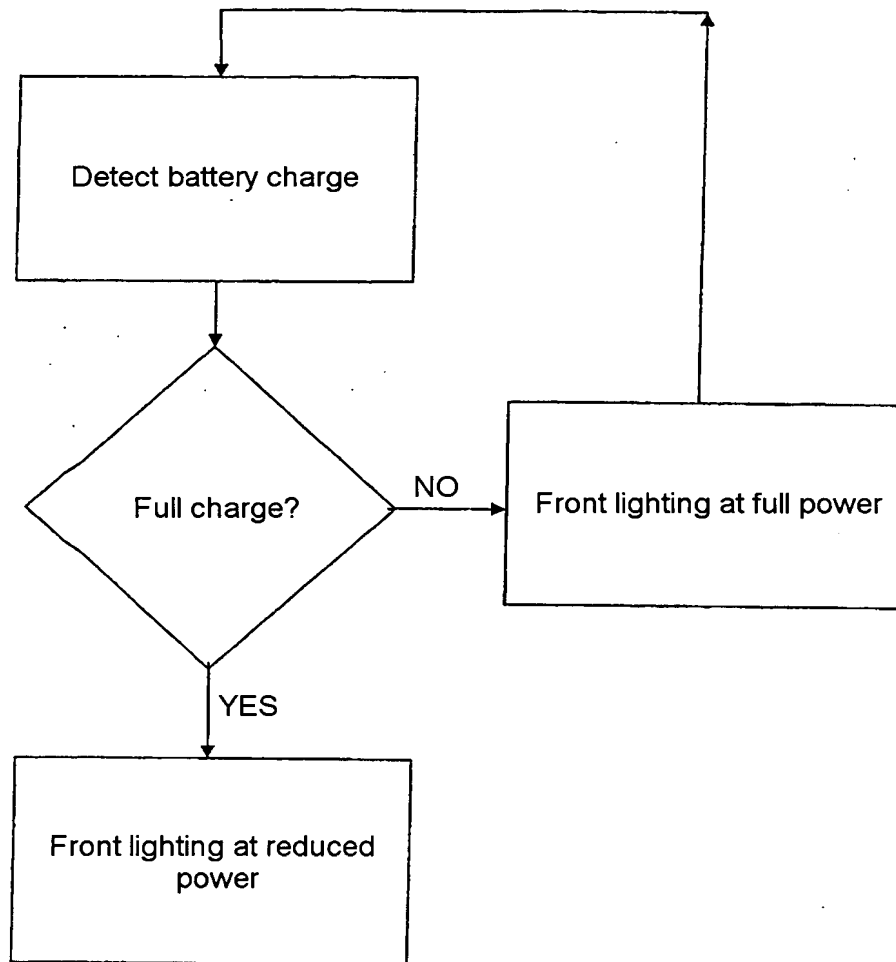 Detect battery charge
Full charge?
NO
Front lighting at full power
YES
Front lighting at reduced
power